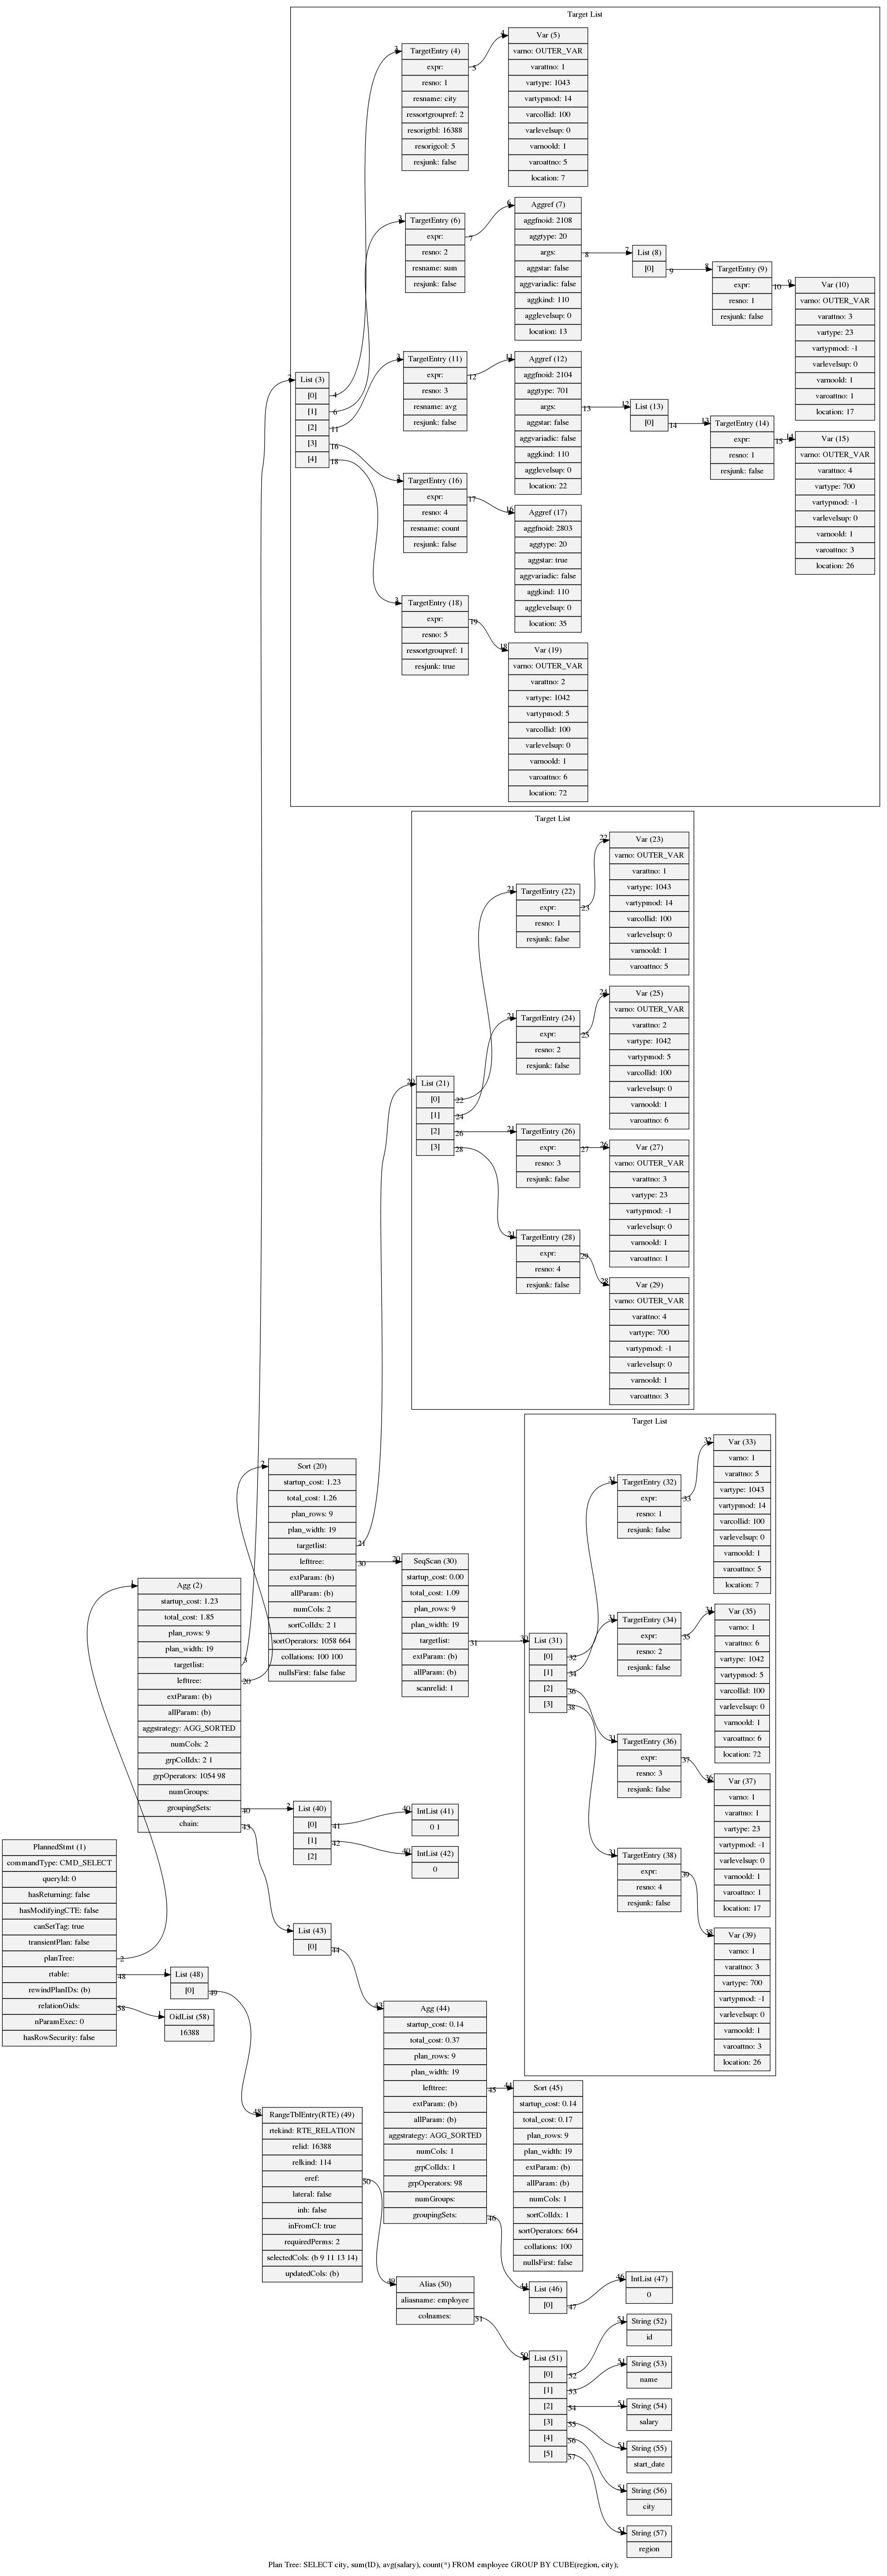 Target List
TargetEntry (4)
expr:
resno: 1
resname: city
ressortgroupref: 2
resorigtbl: 16388
resorigcol: 5
resjunk: false
Var (5)
varno: OUTER_VAR
varattno: 1
vartype: 1043
vartypmod: 14
varcollid: 100
varlevelsup: 0
varnoold: 1
varoattno: 5
location: 7
TargetEntry (6)
expr:
resno: 2
resname: sum
resjunk: false
Aggref (7)
aggfnoid: 2108
aggtype: 20
args:
aggstar: false
aggvariadic: false
aggkind: 110
agglevelsup: 0
location: 13
List (8)
[0]
TargetEntry (9)
expr:
resno: 1
resjunk: false
Var (10)
varno: OUTER_VAR
varattno: 3
vartype: 23
vartypmod: -1
varlevelsup: 0
varnoold: 1
varoattno: 1
location: 17
List (3)
[0]
[1]
[2]
[3]
[4]
TargetEntry (11)
expr:
resno: 3
resname: avg
resjunk: false
Aggref (12)
aggfnoid: 2104
aggtype: 701
args:
aggstar: false
aggvariadic: false
aggkind: 110
agglevelsup: 0
location: 22
List (13)
[0]
TargetEntry (14)
expr:
resno: 1
resjunk: false
Var (15)
varno: OUTER_VAR
varattno: 4
vartype: 700
vartypmod: -1
varlevelsup: 0
varnoold: 1
varoattno: 3
location: 26
TargetEntry (16)
expr:
resno: 4
resname: count
resjunk: false
Aggref (17)
aggfnoid: 2803
aggtype: 20
aggstar: true
aggvariadic: false
aggkind: 110
agglevelsup: 0
location: 35
TargetEntry (18)
expr:
resno: 5
ressortgroupref: 1
resjunk: true
Var (19)
varno: OUTER_VAR
varattno: 2
vartype: 1042
vartypmod: 5
varcollid: 100
varlevelsup: 0
varnoold: 1
varoattno: 6
location: 72
Target List
TargetEntry (22)
expr:
resno: 1
resjunk: false
Var (23)
varno: OUTER_VAR
varattno: 1
vartype: 1043
vartypmod: 14
varcollid: 100
varlevelsup: 0
varnoold: 1
varoattno: 5
TargetEntry (24)
expr:
resno: 2
resjunk: false
Var (25)
varno: OUTER_VAR
varattno: 2
vartype: 1042
vartypmod: 5
varcollid: 100
varlevelsup: 0
varnoold: 1
varoattno: 6
List (21)
[0]
[1]
[2]
[3]
TargetEntry (26)
expr:
resno: 3
resjunk: false
Var (27)
varno: OUTER_VAR
varattno: 3
vartype: 23
vartypmod: -1
varlevelsup: 0
varnoold: 1
varoattno: 1
TargetEntry (28)
expr:
resno: 4
resjunk: false
Var (29)
varno: OUTER_VAR
varattno: 4
vartype: 700
vartypmod: -1
varlevelsup: 0
varnoold: 1
varoattno: 3
Target List
TargetEntry (32)
expr:
resno: 1
resjunk: false
Var (33)
varno: 1
varattno: 5
vartype: 1043
vartypmod: 14
varcollid: 100
varlevelsup: 0
varnoold: 1
varoattno: 5
location: 7
Sort (20)
startup_cost: 1.23
total_cost: 1.26
plan_rows: 9
plan_width: 19
targetlist:
lefttree:
extParam: (b)
allParam: (b)
numCols: 2
sortColIdx: 2 1
sortOperators: 1058 664
collations: 100 100
nullsFirst: false false
SeqScan (30)
startup_cost: 0.00
total_cost: 1.09
plan_rows: 9
plan_width: 19
targetlist:
extParam: (b)
allParam: (b)
scanrelid: 1
List (31)
[0]
[1]
[2]
[3]
TargetEntry (34)
expr:
resno: 2
resjunk: false
Var (35)
varno: 1
varattno: 6
vartype: 1042
vartypmod: 5
varcollid: 100
varlevelsup: 0
varnoold: 1
varoattno: 6
location: 72
TargetEntry (36)
expr:
resno: 3
resjunk: false
Var (37)
varno: 1
varattno: 1
vartype: 23
vartypmod: -1
varlevelsup: 0
varnoold: 1
varoattno: 1
location: 17
TargetEntry (38)
expr:
resno: 4
resjunk: false
Var (39)
varno: 1
varattno: 3
vartype: 700
vartypmod: -1
varlevelsup: 0
varnoold: 1
varoattno: 3
location: 26
Agg (2)
startup_cost: 1.23
total_cost: 1.85
plan_rows: 9
plan_width: 19
targetlist:
lefttree:
extParam: (b)
allParam: (b)
aggstrategy: AGG_SORTED
numCols: 2
grpColIdx: 2 1
grpOperators: 1054 98
numGroups:
groupingSets:
chain:
List (40)
[0]
[1]
[2]
IntList (41)
0 1
IntList (42)
0
PlannedStmt (1)
commandType: CMD_SELECT
queryId: 0
hasReturning: false
hasModifyingCTE: false
canSetTag: true
transientPlan: false
planTree:
rtable:
rewindPlanIDs: (b)
relationOids:
nParamExec: 0
hasRowSecurity: false
List (43)
[0]
List (48)
[0]
OidList (58)
16388
Agg (44)
startup_cost: 0.14
total_cost: 0.37
plan_rows: 9
plan_width: 19
lefttree:
extParam: (b)
allParam: (b)
aggstrategy: AGG_SORTED
numCols: 1
grpColIdx: 1
grpOperators: 98
numGroups:
groupingSets:
Sort (45)
startup_cost: 0.14
total_cost: 0.17
plan_rows: 9
plan_width: 19
extParam: (b)
allParam: (b)
numCols: 1
sortColIdx: 1
sortOperators: 664
collations: 100
nullsFirst: false
RangeTblEntry(RTE) (49)
rtekind: RTE_RELATION
relid: 16388
relkind: 114
eref:
lateral: false
inh: false
inFromCl: true
requiredPerms: 2
selectedCols: (b 9 11 13 14)
updatedCols: (b)
List (46)
[0]
IntList (47)
0
Alias (50)
aliasname: employee
colnames:
List (51)
[0]
[1]
[2]
[3]
[4]
[5]
String (52)
id
String (53)
name
String (54)
salary
String (55)
start_date
String (56)
city
String (57)
region
Plan Tree: SELECT city, sum(ID), avg(salary), count(*) FROM employee GROUP BY CUBE(region, city);